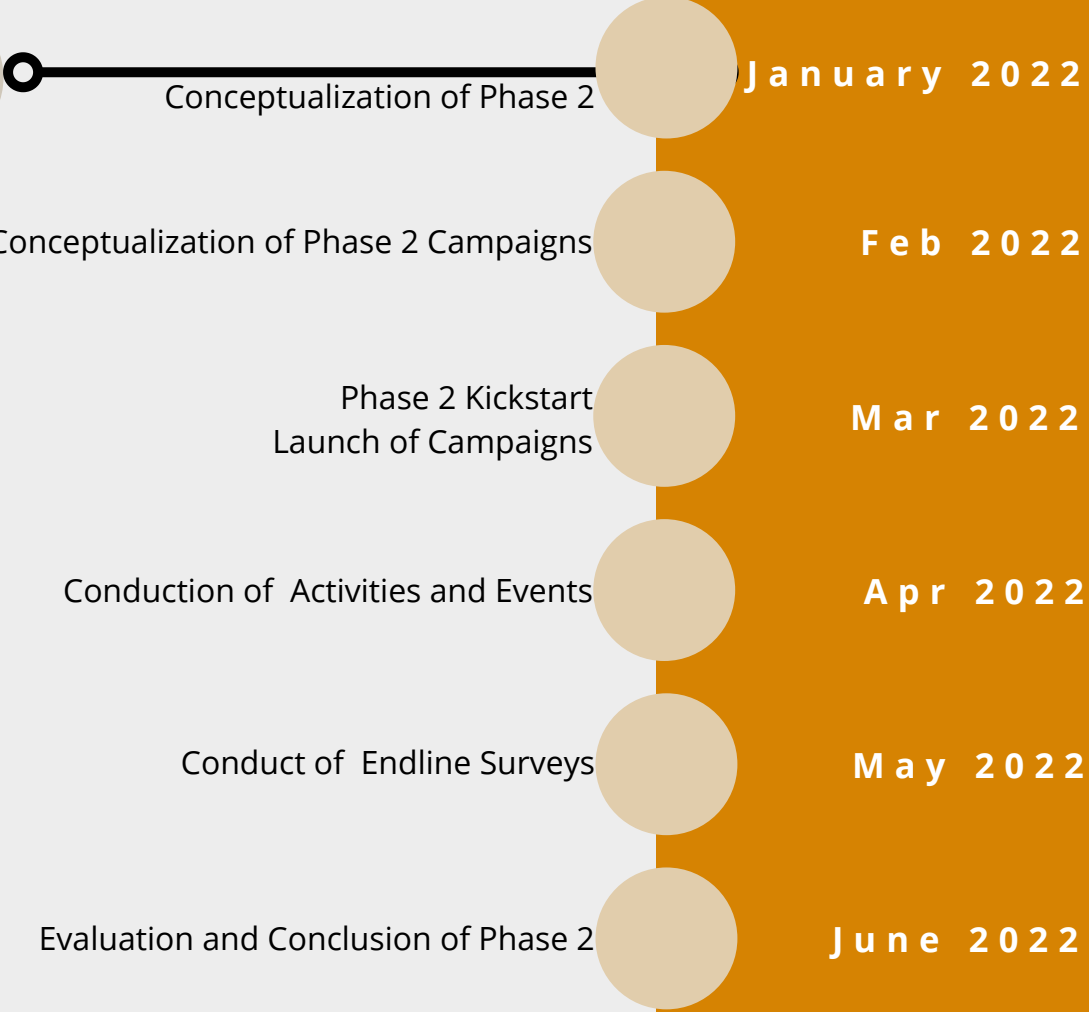 January 2022
Conceptualization of Phase 2
Conceptualization of Phase 2 Campaigns
Feb 2022
Phase 2 Kickstart
Mar 2022
Launch of Campaigns
Conduction of  Activities and Events
Apr 2022
Conduct of  Endline Surveys
May 2022
Evaluation and Conclusion of Phase 2
June 2022